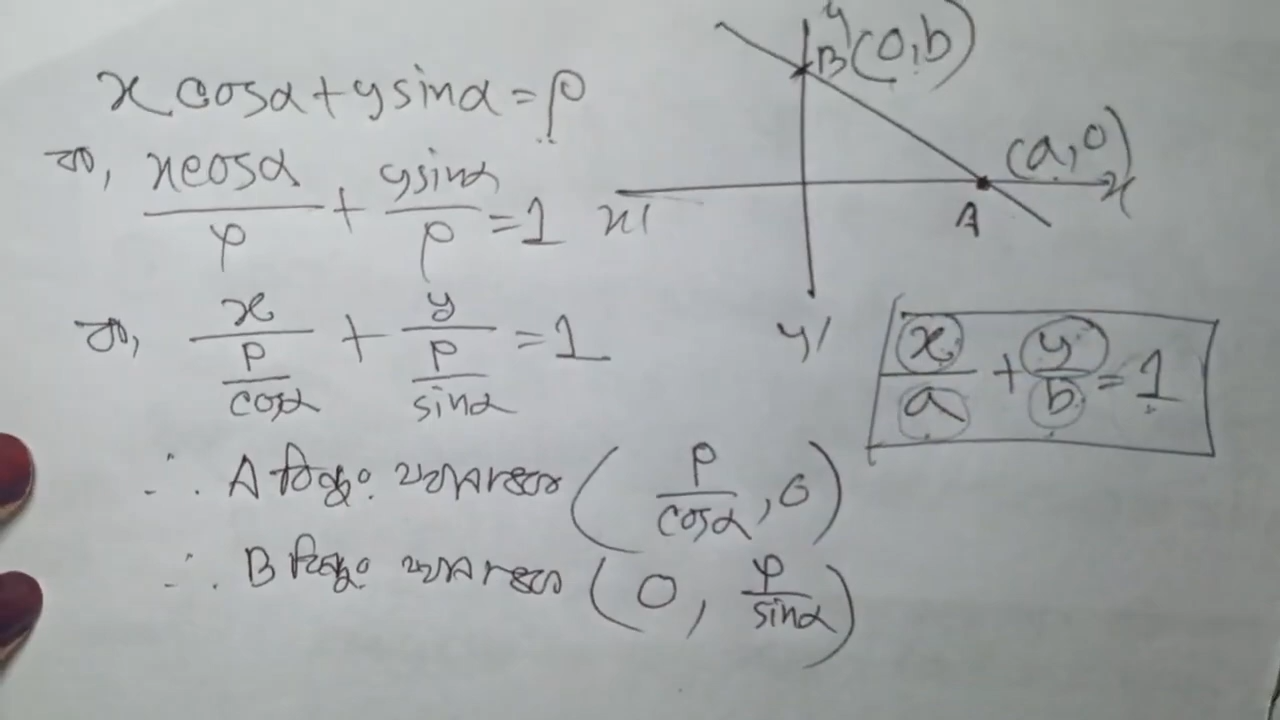 x cosα + y sinα = p
বা, x cosα / p + y sinα / p = 1
বা, x / (p / cosα) + y / (p / sinα) = 1
∴ A বিন্দুর (p / cosα, 0)
∴ B বিন্দুর (0, p / sinα)
y
B (0, b)
(a, 0)
x
x′
A
y′
x / a + y / b = 1